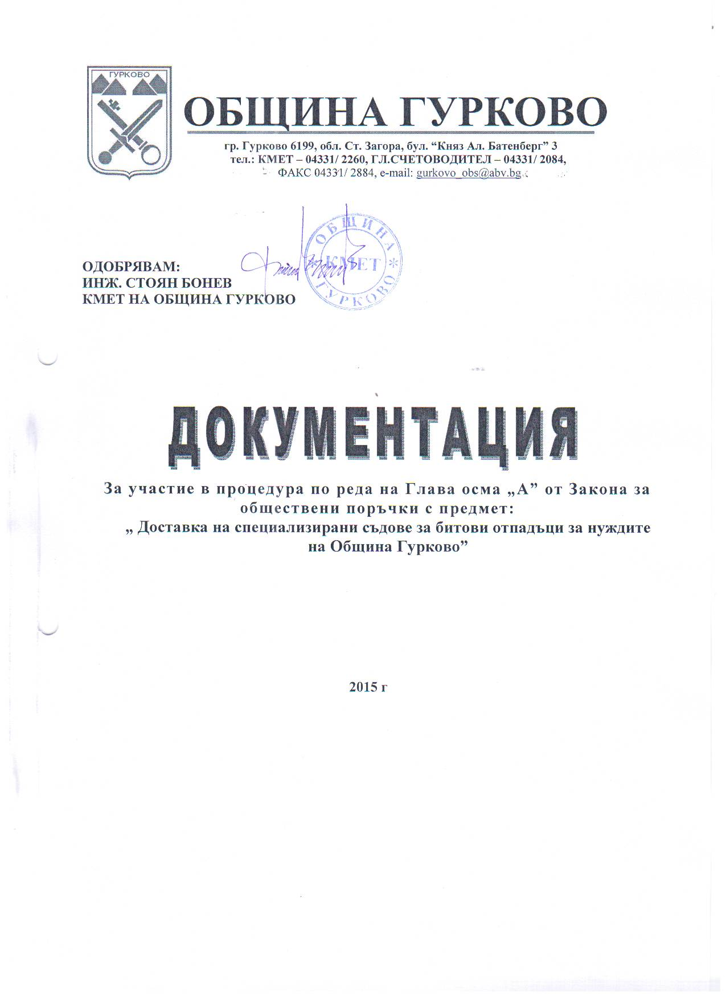 ГУРКОВО
ОБЩИНА ГУРКОВО
гр. Гурково 6199, обл. Ст. Загора, бул. “Княз Ал. Батенберг” 3
тел.: КМЕТ – 04331/ 2260, ГЛ.СЧЕТОВОДИТЕЛ – 04331/ 2084,
ФАКС 04331/ 2884, e-mail: gurkovo_obs@abv.bg
ОБЩИНА
* КМЕТ *
ГУРКОВО
ОДОБРЯВАМ:
ИНЖ. СТОЯН БОНЕВ
КМЕТ НА ОБЩИНА ГУРКОВО
ДОКУМЕНТАЦИЯ
За участие в процедура по реда на Глава осма „А” от Закона за
обществени поръчки с предмет:
„ Доставка на специализирани съдове за битови отпадъци за нуждите
на Община Гурково”
2015 г